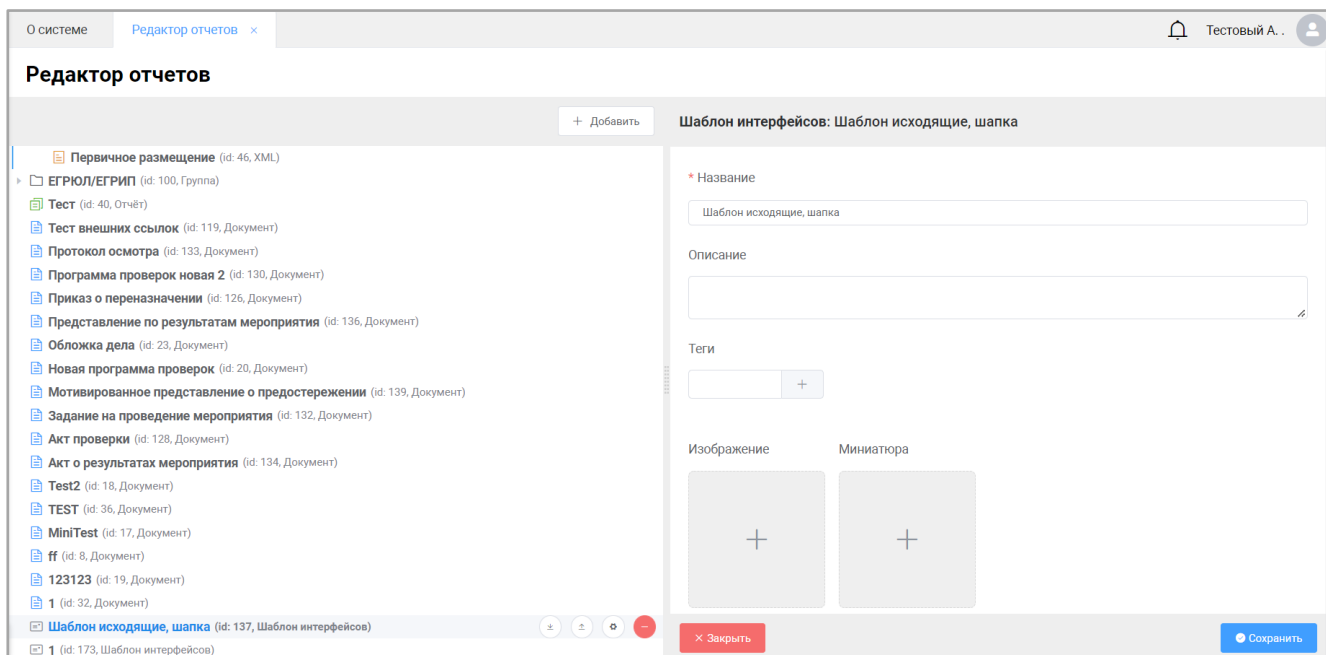 О системе
Редактор отчетов ×
Тестовый А. .
Редактор отчетов
+ Добавить
Первичное размещение (id: 46, XML)
ЕГРЮЛ/ЕГРИП (id: 100, Группа)
Тест (id: 40, Отчёт)
Тест внешних ссылок (id: 119, Документ)
Протокол осмотра (id: 133, Документ)
Программа проверок новая 2 (id: 130, Документ)
Приказ о переназначении (id: 126, Документ)
Представление по результатам мероприятия (id: 136, Документ)
Обложка дела (id: 23, Документ)
Новая программа проверок (id: 20, Документ)
Мотивированное представление о предостережении (id: 139, Документ)
Задание на проведение мероприятия (id: 132, Документ)
Акт проверки (id: 128, Документ)
Акт о результатах мероприятия (id: 134, Документ)
Test2 (id: 18, Документ)
TEST (id: 36, Документ)
MiniTest (id: 17, Документ)
ff (id: 8, Документ)
123123 (id: 19, Документ)
1 (id: 32, Документ)
Шаблон исходящие, шапка (id: 137, Шаблон интерфейсов)
1 (id: 173, Шаблон интерфейсов)
Шаблон интерфейсов: Шаблон исходящие, шапка
* Название
Шаблон исходящие, шапка
Описание
Теги
+
Изображение
Миниатюра
+
+
× Закрыть
Сохранить